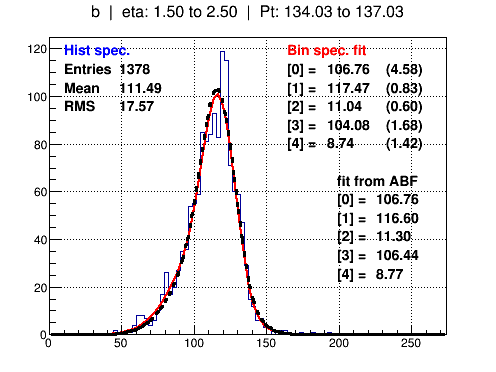 b | eta: 1.50 to 2.50 | Pt: 134.03 to 137.03
Hist spec.
Entries 1378
Mean 111.49
RMS 17.57
Bin spec. fit
[0] = 106.76 (4.58)
[1] = 117.47 (0.83)
[2] = 11.04 (0.60)
[3] = 104.08 (1.68)
[4] = 8.74 (1.42)
fit from ABF
[0] = 106.76
[1] = 116.60
[2] = 11.30
[3] = 106.44
[4] = 8.77
120
100
80
60
40
20
0
0 50 100 150 200 250